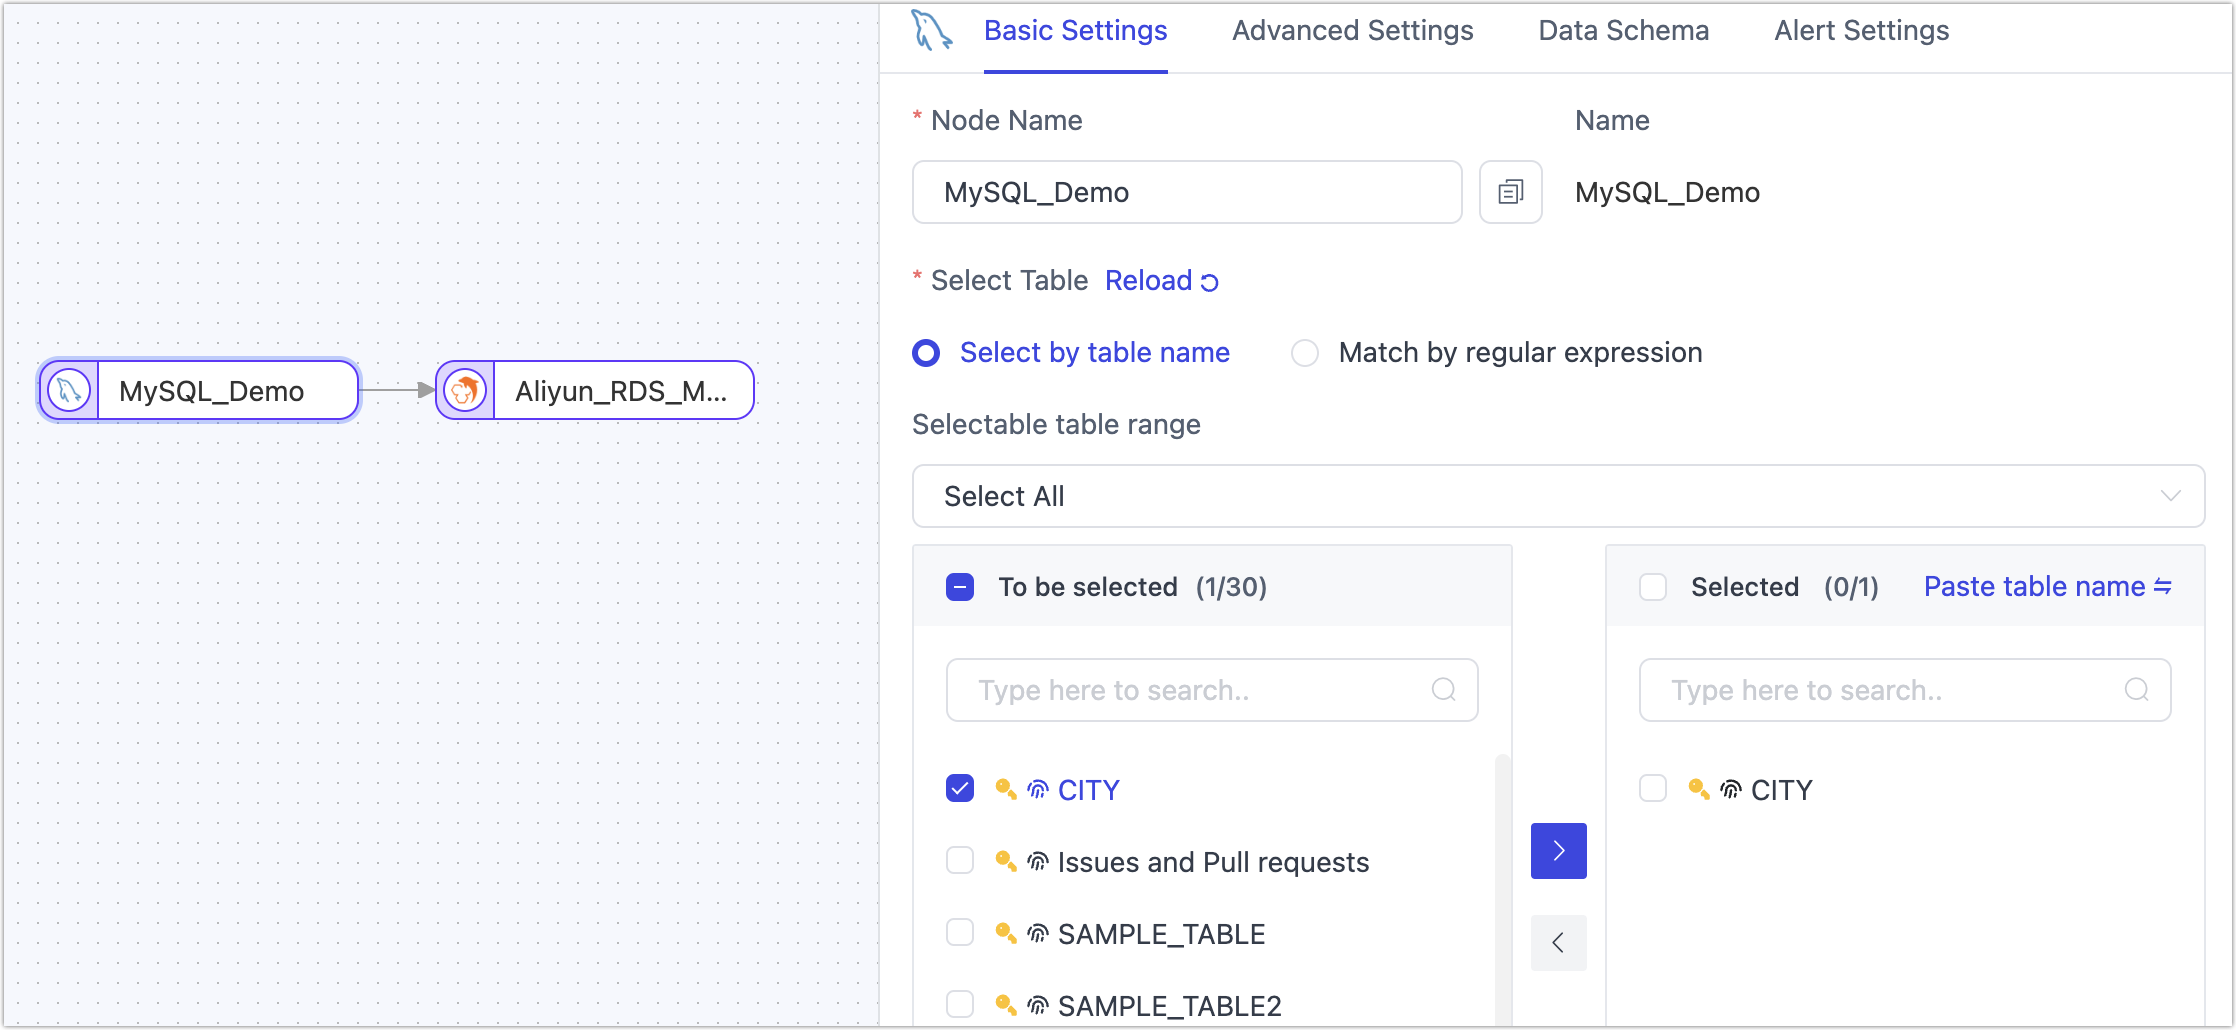 Basic Settings Advanced Settings Data Schema Alert Settings
* Node Name Name
MySQL_Demo MySQL_Demo
* Select Table Reload
Select by table name Match by regular expression
MySQL_Demo Aliyun_RDS_M...
Selectable table range
Select All
To be selected (1/30) Selected (0/1) Paste table name
Type here to search.. Type here to search..
CITY CITY
Issues and Pull requests
SAMPLE_TABLE
SAMPLE_TABLE2